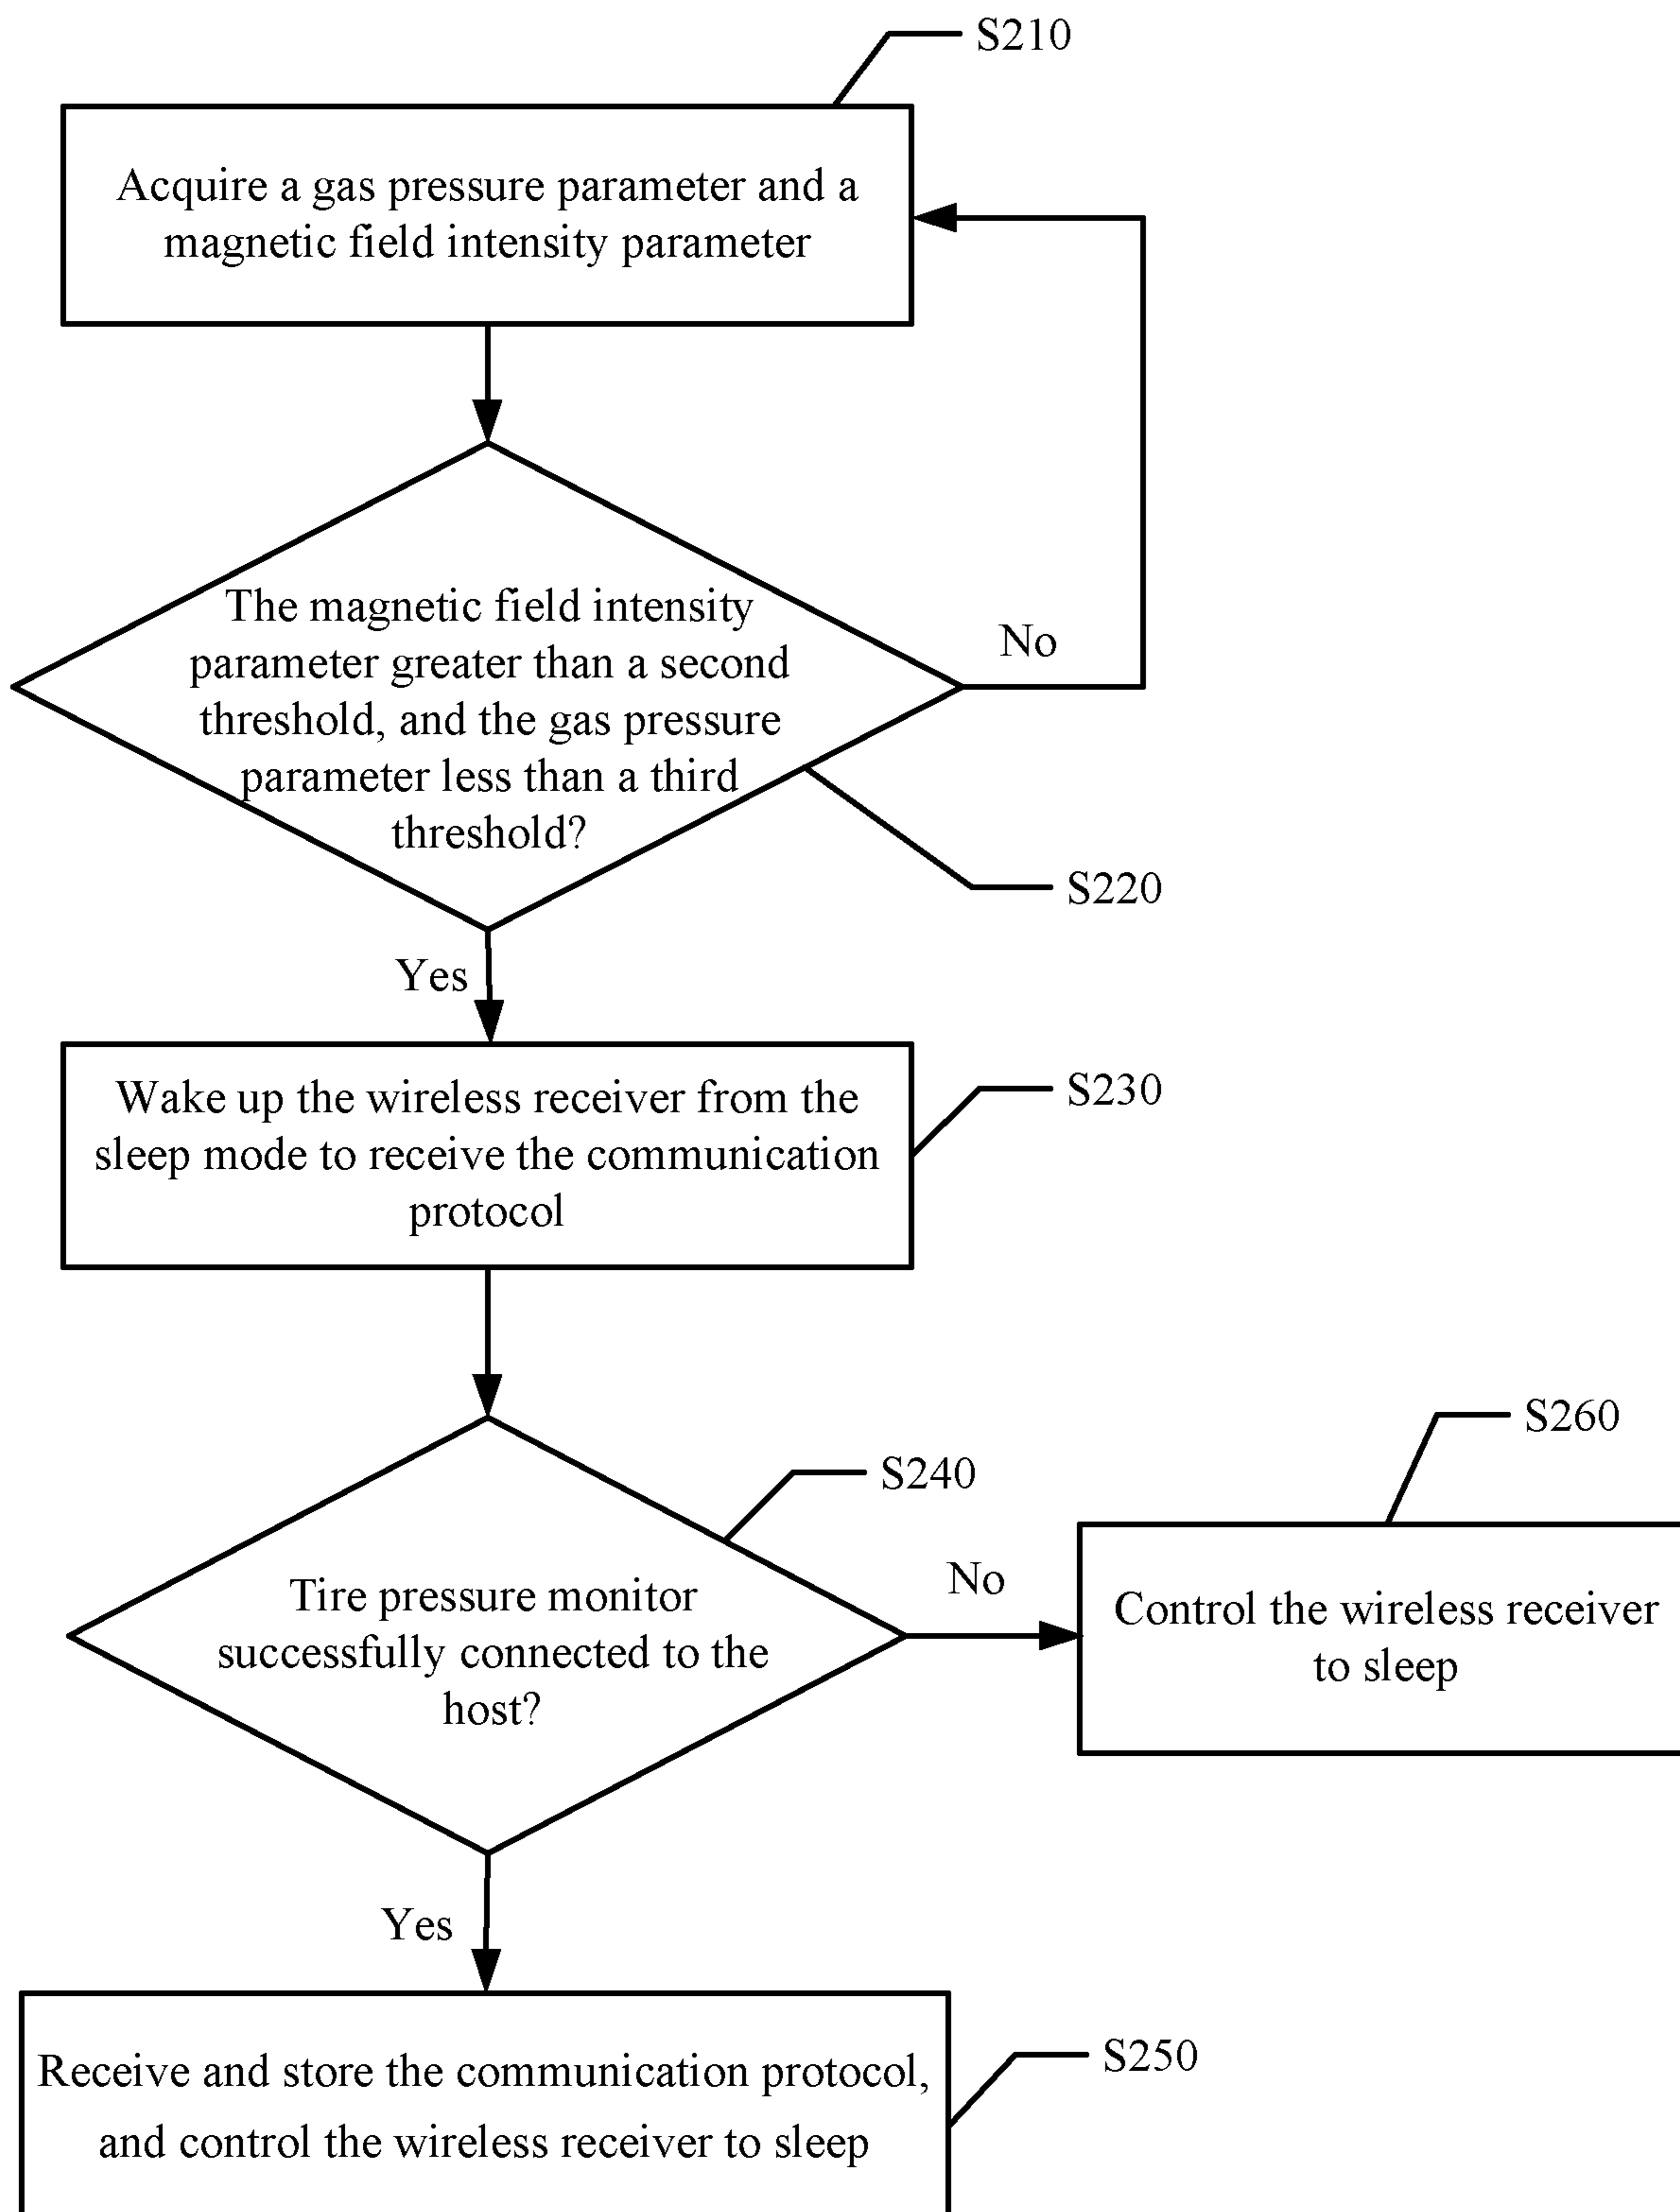 S210
Acquire a gas pressure parameter and a
magnetic field intensity parameter
The magnetic field intensity
parameter greater than a second
threshold, and the gas pressure
parameter less than a third
threshold?
No
S220
Yes
Wake up the wireless receiver from the
sleep mode to receive the communication
protocol
S230
S240
Tire pressure monitor
successfully connected to the
host?
No
S260
Control the wireless receiver
to sleep
Yes
Receive and store the communication protocol,
and control the wireless receiver to sleep
S250